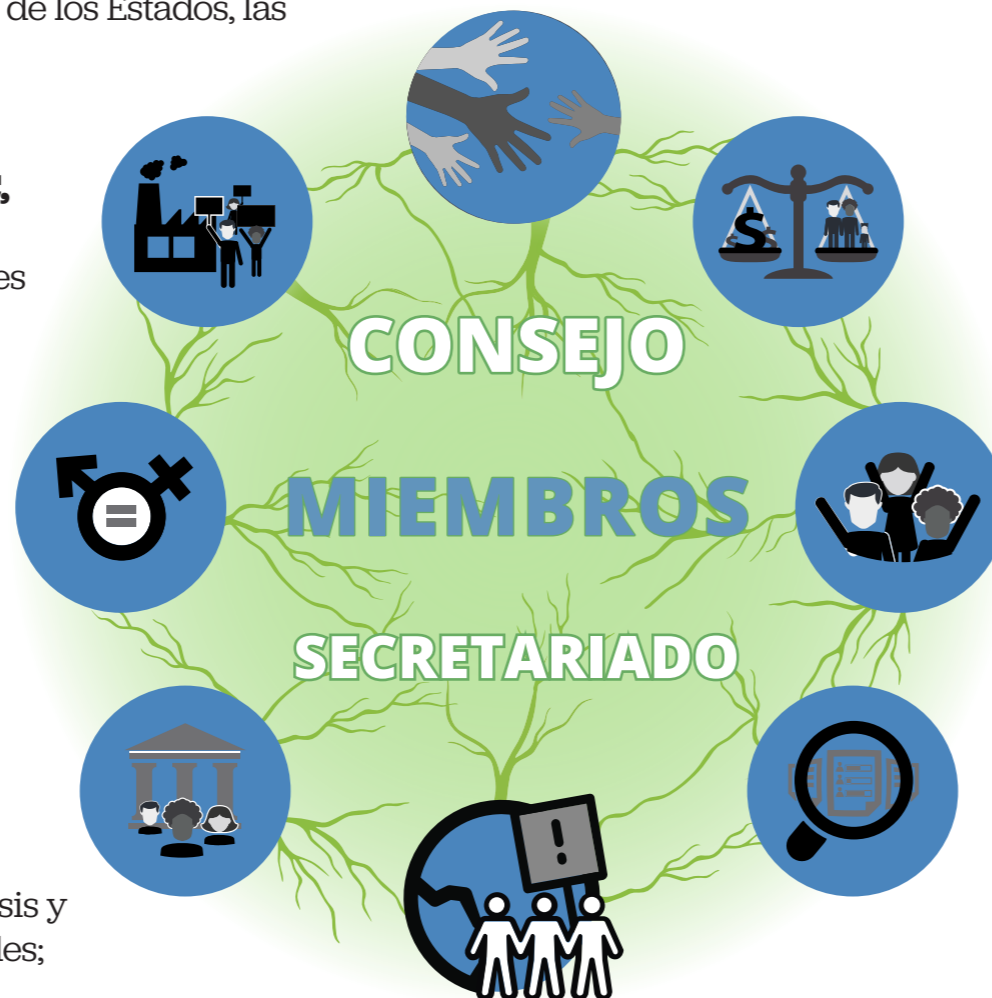 de los Estados, las
es
CONSEJO
MIEMBROS
SECRETARIADO
sis y
les;